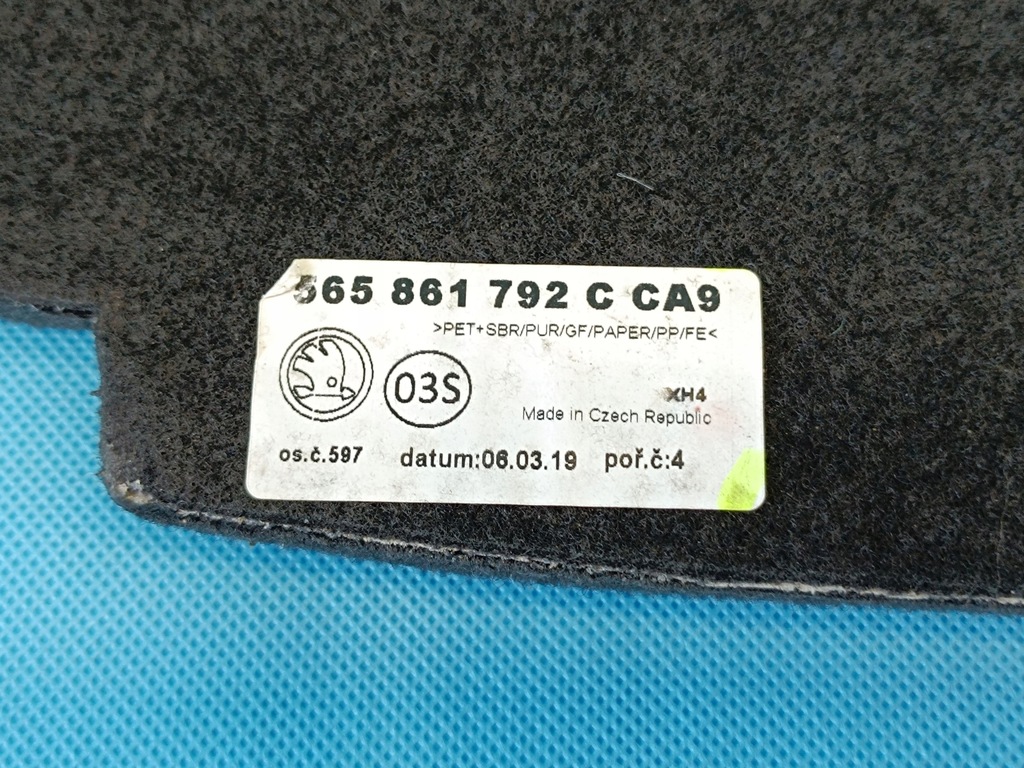 565 861 792 C CA9
>PET+SBR/PUR/GF/PAPER/PP/FE<
03S
XH4
Made in Czech Republic
os.č.597 datum:06.03.19 poř.č:4